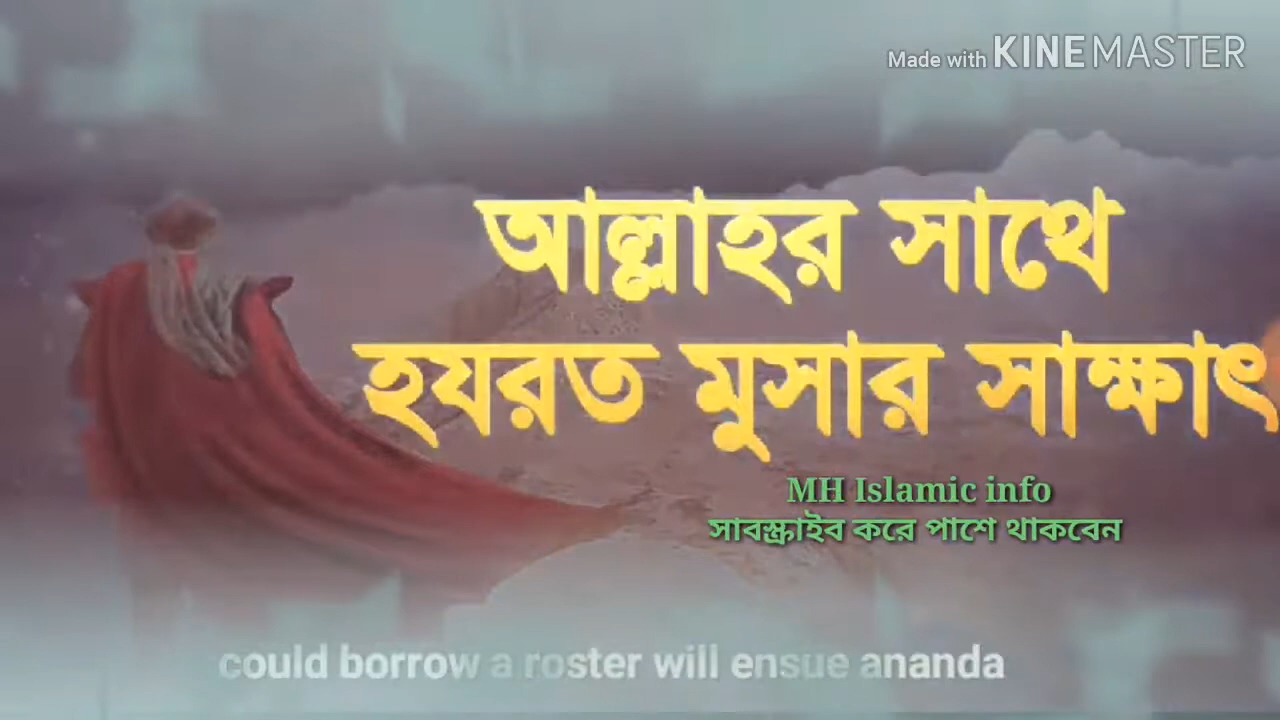 Made with KINEMASTER
আল্লাহর সাথে
হযরত মুসার সাক্ষাৎ
MH Islamic info
সাবস্ক্রাইব করে পাশে থাকবেন
could borrow a roster will ensue ananda